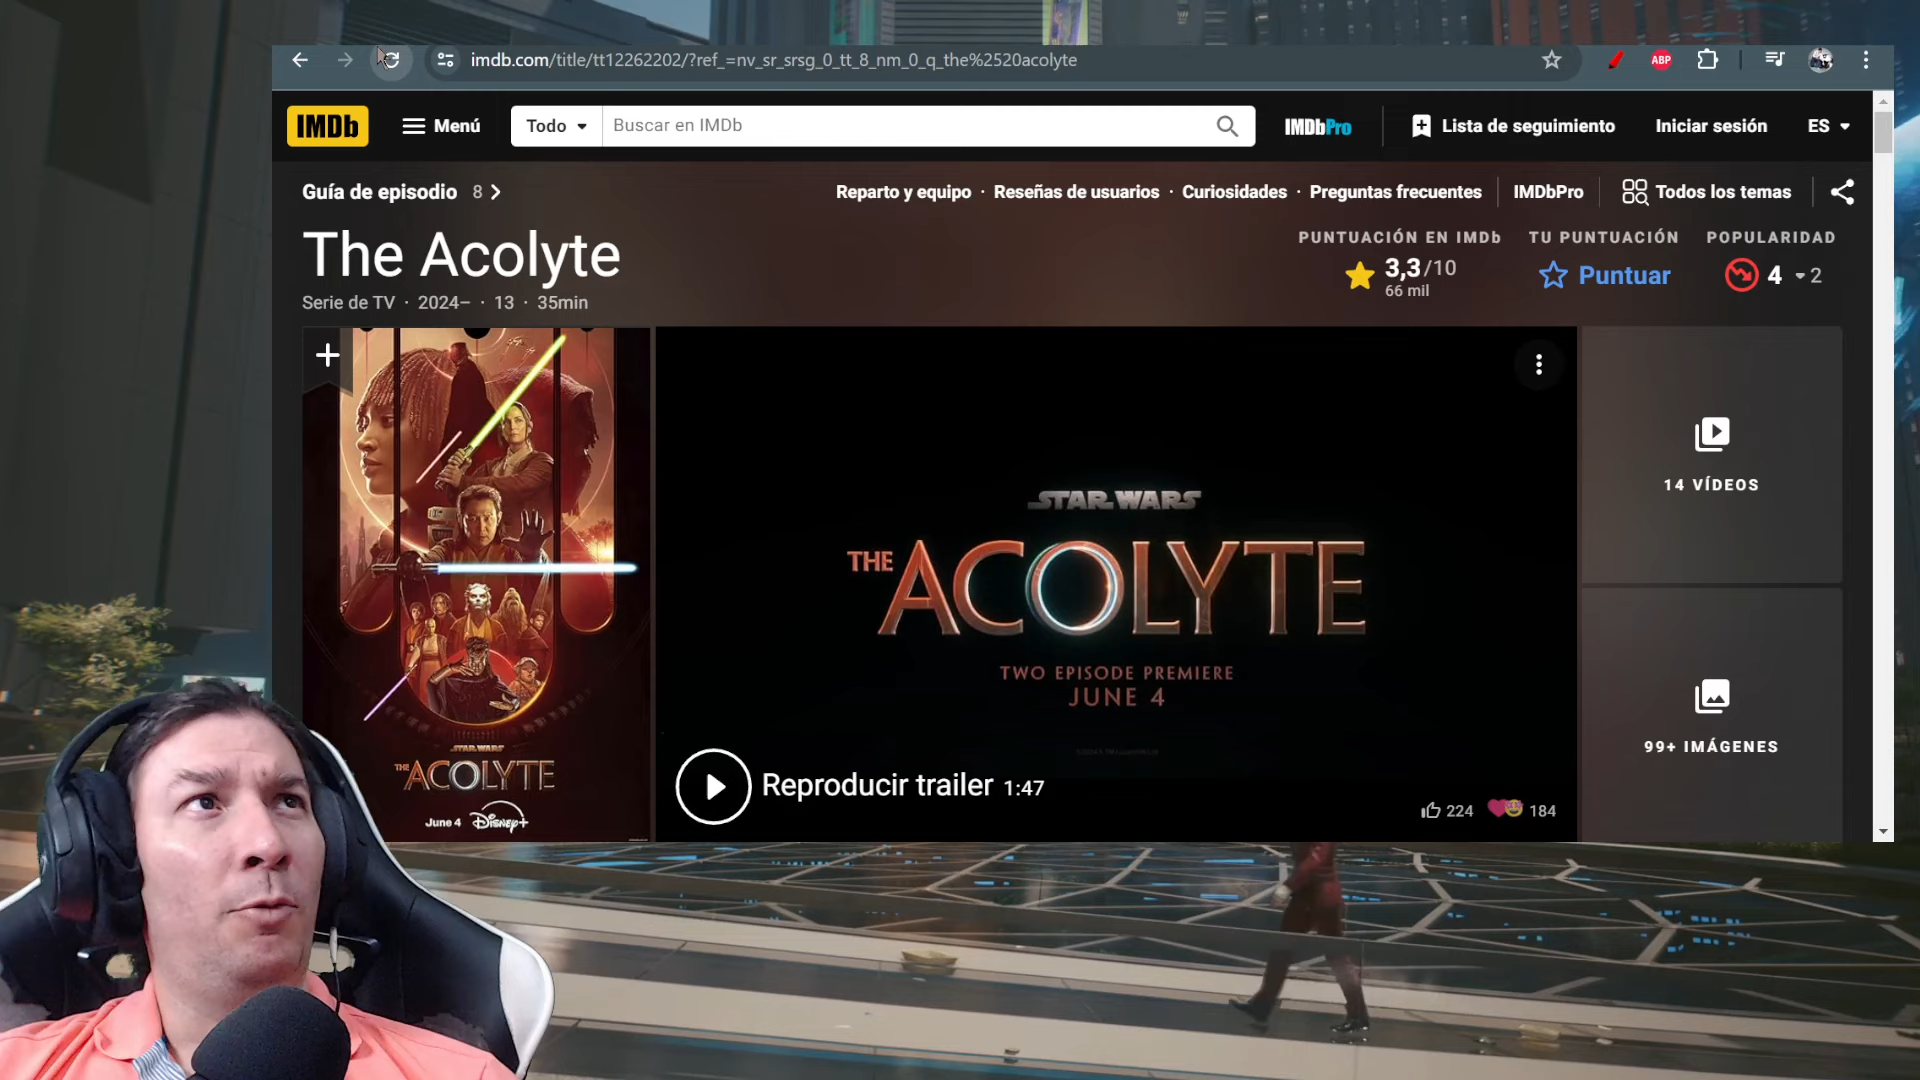 imdb.com/title/tt12262202/?ref_=nv_sr_srsg_0_tt_8_nm_0_q_the%2520acolyte
ABP
IMDb
Menú
Todo
Buscar en IMDb
IMDbPro
Lista de seguimiento
Iniciar sesión
ES
Guía de episodio 8
Reparto y equipo · Reseñas de usuarios · Curiosidades · Preguntas frecuentes
IMDbPro
Todos los temas
The Acolyte
Serie de TV · 2024– · 13 · 35min
PUNTUACIÓN EN IMDb
3,3/10
66 mil
TU PUNTUACIÓN
Puntuar
POPULARIDAD
4
2
STAR WARS
THE ACOLYTE
June 4 Disney+
STAR WARS
THE ACOLYTE
TWO EPISODE PREMIERE
JUNE 4
Reproducir trailer 1:47
224
184
14 VÍDEOS
99+ IMÁGENES